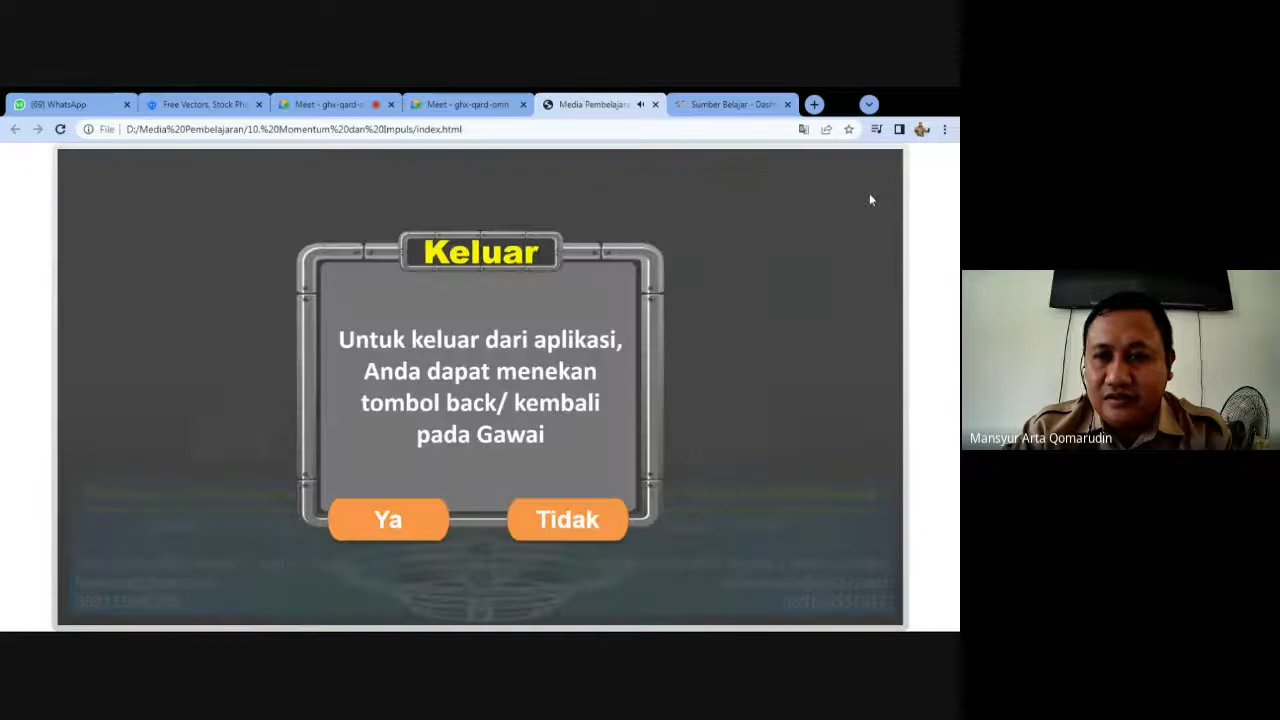 (69) WhatsApp
Free Vectors, Stock Ph
Meet - ghx-qard-o
Meet - ghx-qard-omn
Media Pembelajara
Sumber Belajar - Dash
File
D:/Media%20Pembelajaran/10.%20Momentum%20dan%20Impuls/index.html
Keluar
Untuk keluar dari aplikasi,
Anda dapat menekan
tombol back/ kembali
pada Gawai
Ya
Tidak
Mansyur Arta Qomarudin